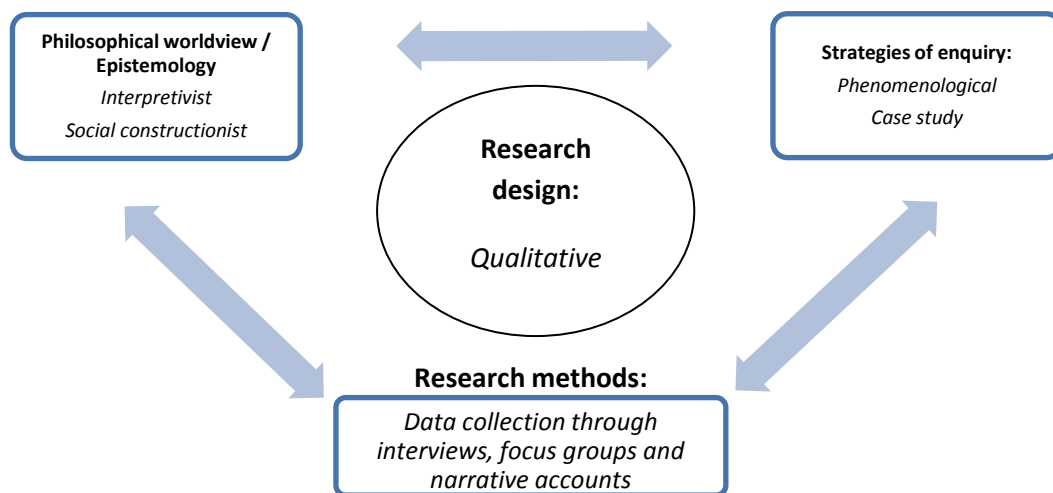 Philosophical worldview /
Epistemology
Interpretivist
Social constructionist
Strategies of enquiry:
Phenomenological
Case study
Research
design:
Qualitative
Research methods:
Data collection through
interviews, focus groups and
narrative accounts